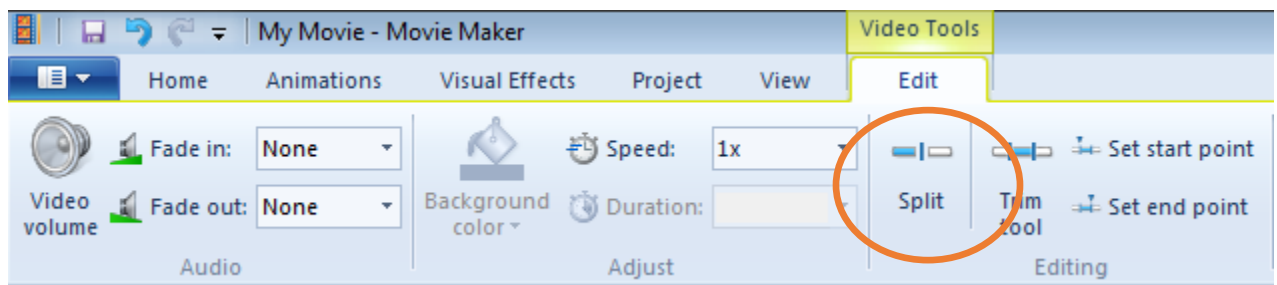 My Movie - Movie Maker Video Tools
Home Animations Visual Effects Project View Edit
Fade in: None Speed: 1x Set start point
Video volume Fade out: None Background color Duration: Split Trim tool Set end point
Audio Adjust Editing